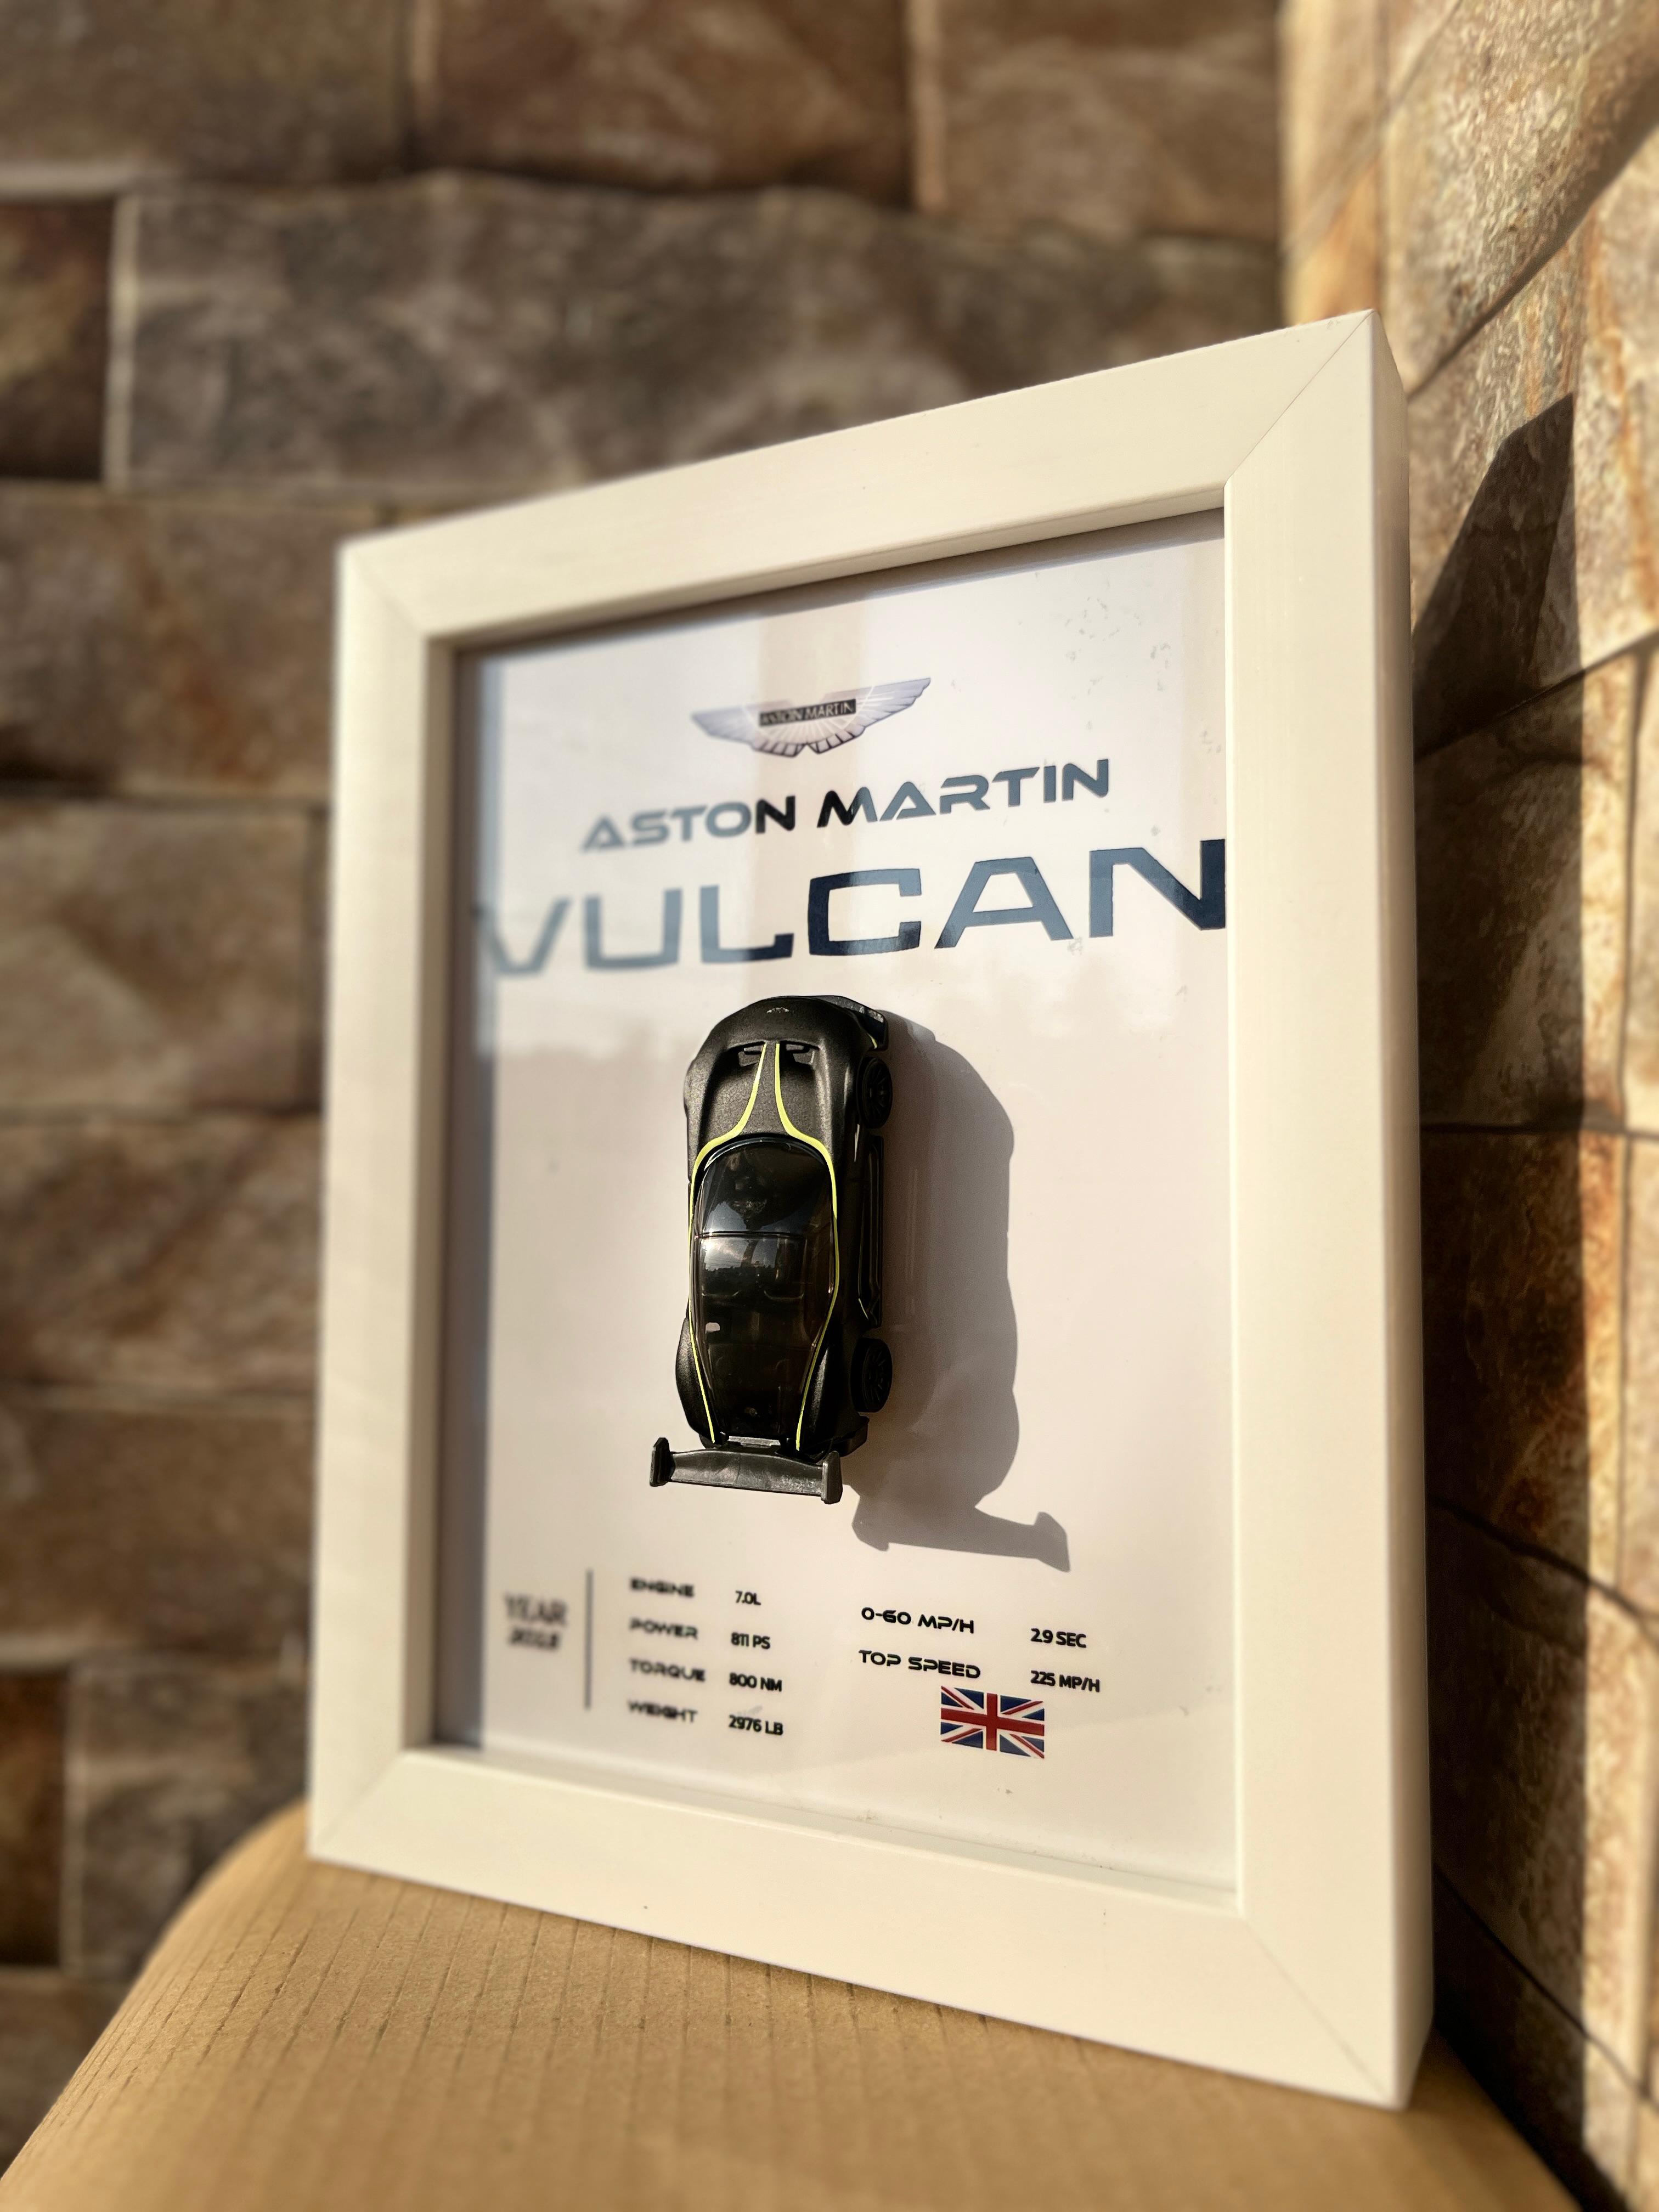 ASTON MARTIN
ASTON MARTIN
VULCAN
YEAR
ENGINE 7.0L
POWER 811 PS
TORQUE 800 NM
WEIGHT 2976 LB
0-60 MP/H 2.9 SEC
TOP SPEED 225 MP/H